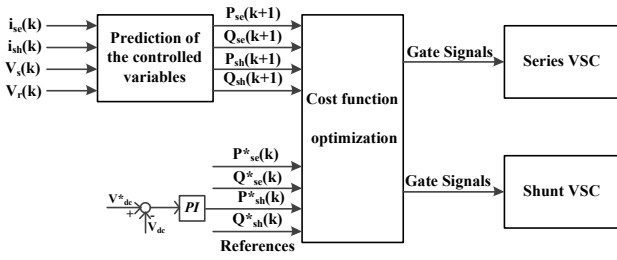 i_se(k)
i_sh(k)
V_s(k)
V_r(k)
Prediction of
the controlled
variables
P_se(k+1)
Q_se(k+1)
P_sh(k+1)
Q_sh(k+1)
Cost function
optimization
Gate Signals
Series VSC
P*_se(k)
Q*_se(k)
P*_sh(k)
Q*_sh(k)
References
V*_dc
+
-
V_dc
PI
Gate Signals
Shunt VSC